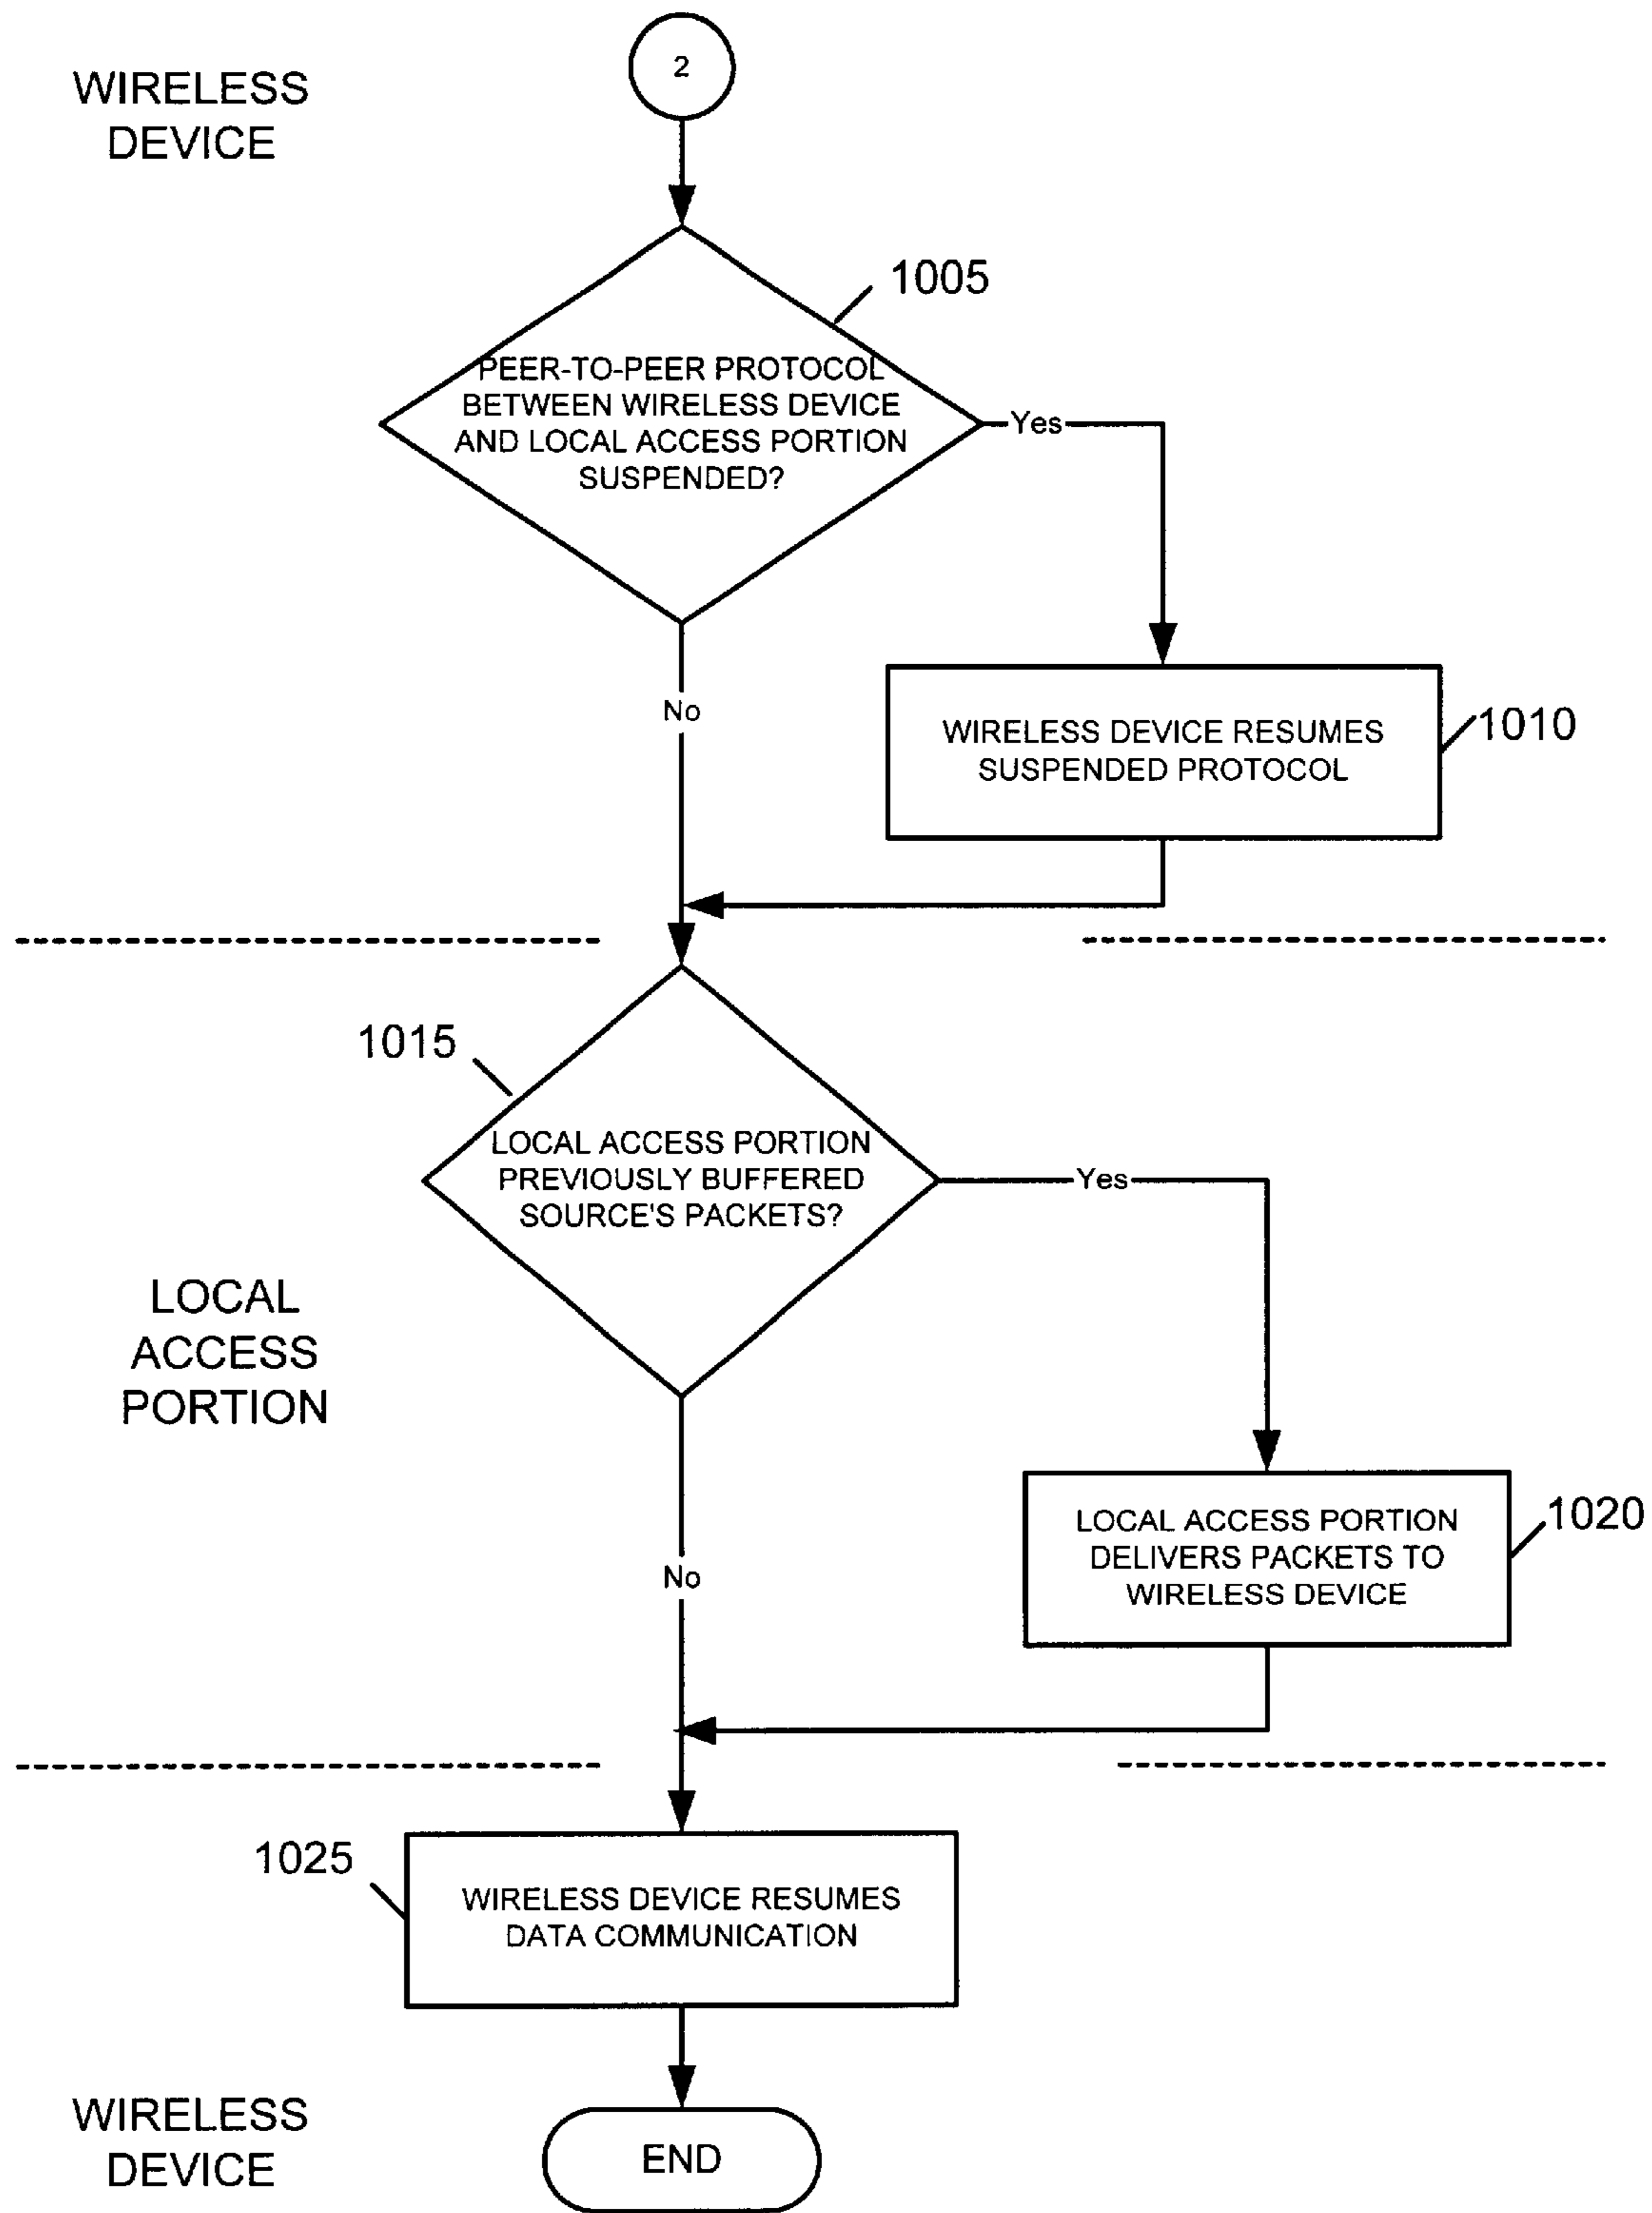 2
WIRELESS
DEVICE
1005
PEER-TO-PEER PROTOCOL
BETWEEN WIRELESS DEVICE
AND LOCAL ACCESS PORTION
SUSPENDED?
Yes
No
WIRELESS DEVICE RESUMES
SUSPENDED PROTOCOL
1010
1015
LOCAL ACCESS PORTION
PREVIOUSLY BUFFERED
SOURCE'S PACKETS?
Yes
LOCAL
ACCESS
PORTION
No
LOCAL ACCESS PORTION
DELIVERS PACKETS TO
WIRELESS DEVICE
1020
1025
WIRELESS DEVICE RESUMES
DATA COMMUNICATION
WIRELESS
DEVICE
END